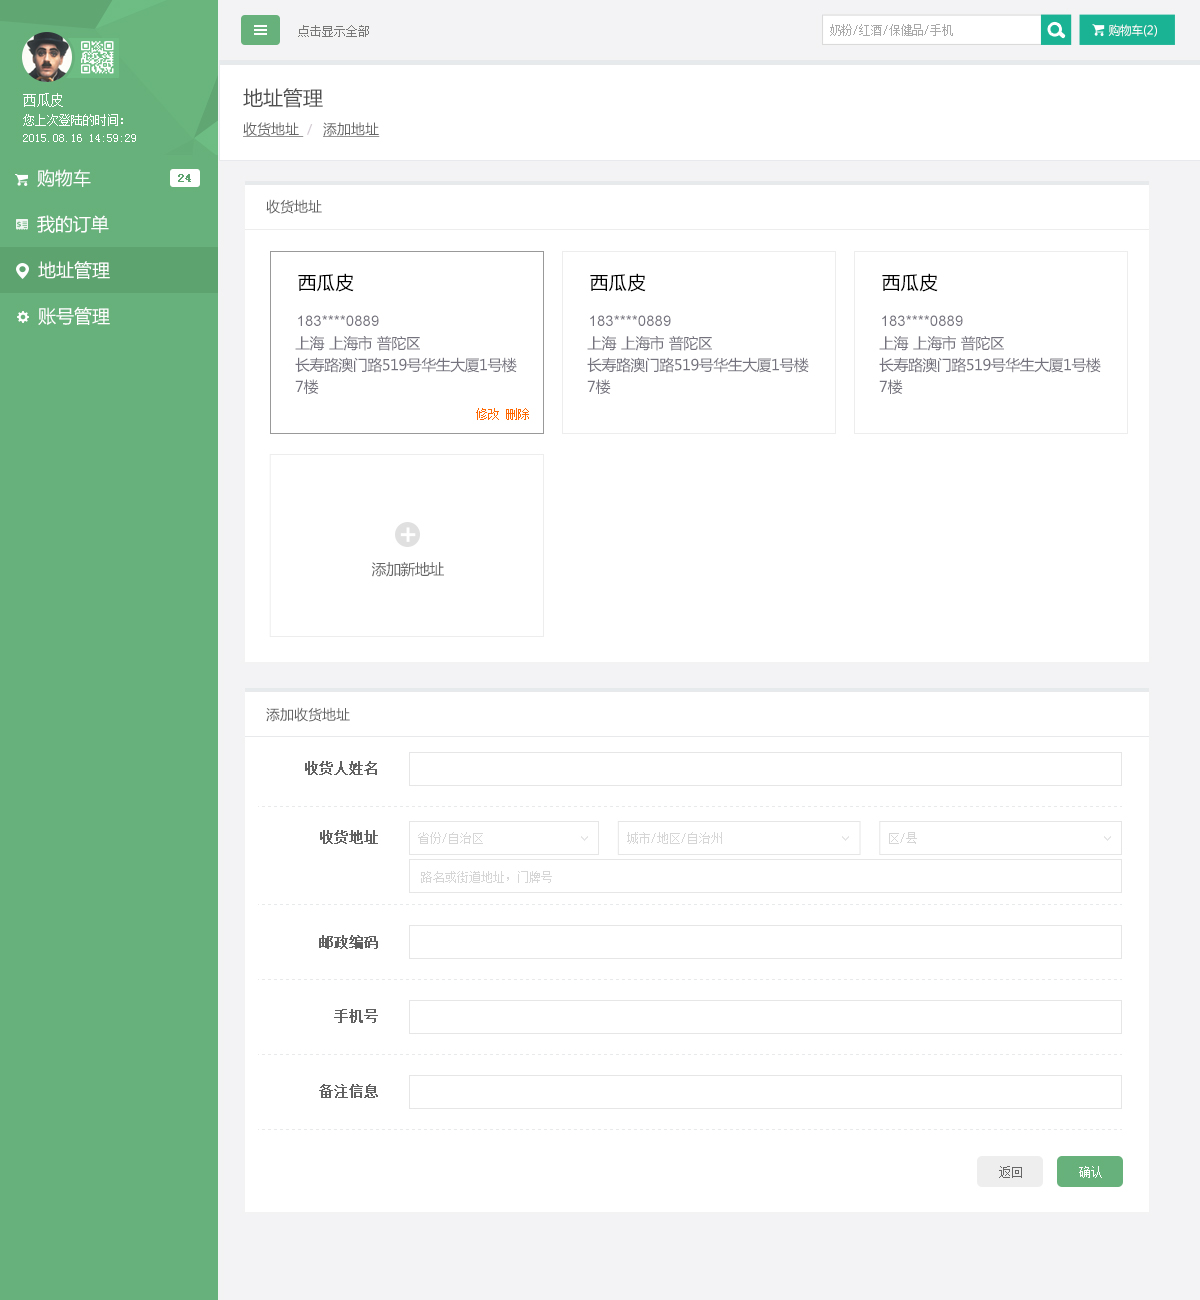 点击显示全部
奶粉/红酒/保健品/手机
购物车(2)
西瓜皮
您上次登陆的时间：
2015.08.16 14:59:29
购物车 24
我的订单
地址管理
账号管理
地址管理
收货地址 / 添加地址
收货地址
西瓜皮
183****0889
上海 上海市 普陀区
长寿路澳门路519号华生大厦1号楼
7楼
修改 删除
西瓜皮
183****0889
上海 上海市 普陀区
长寿路澳门路519号华生大厦1号楼
7楼
西瓜皮
183****0889
上海 上海市 普陀区
长寿路澳门路519号华生大厦1号楼
7楼
添加新地址
添加收货地址
收货人姓名
收货地址 省份/自治区 城市/地区/自治州 区/县
路名或街道地址，门牌号
邮政编码
手机号
备注信息
返回 确认